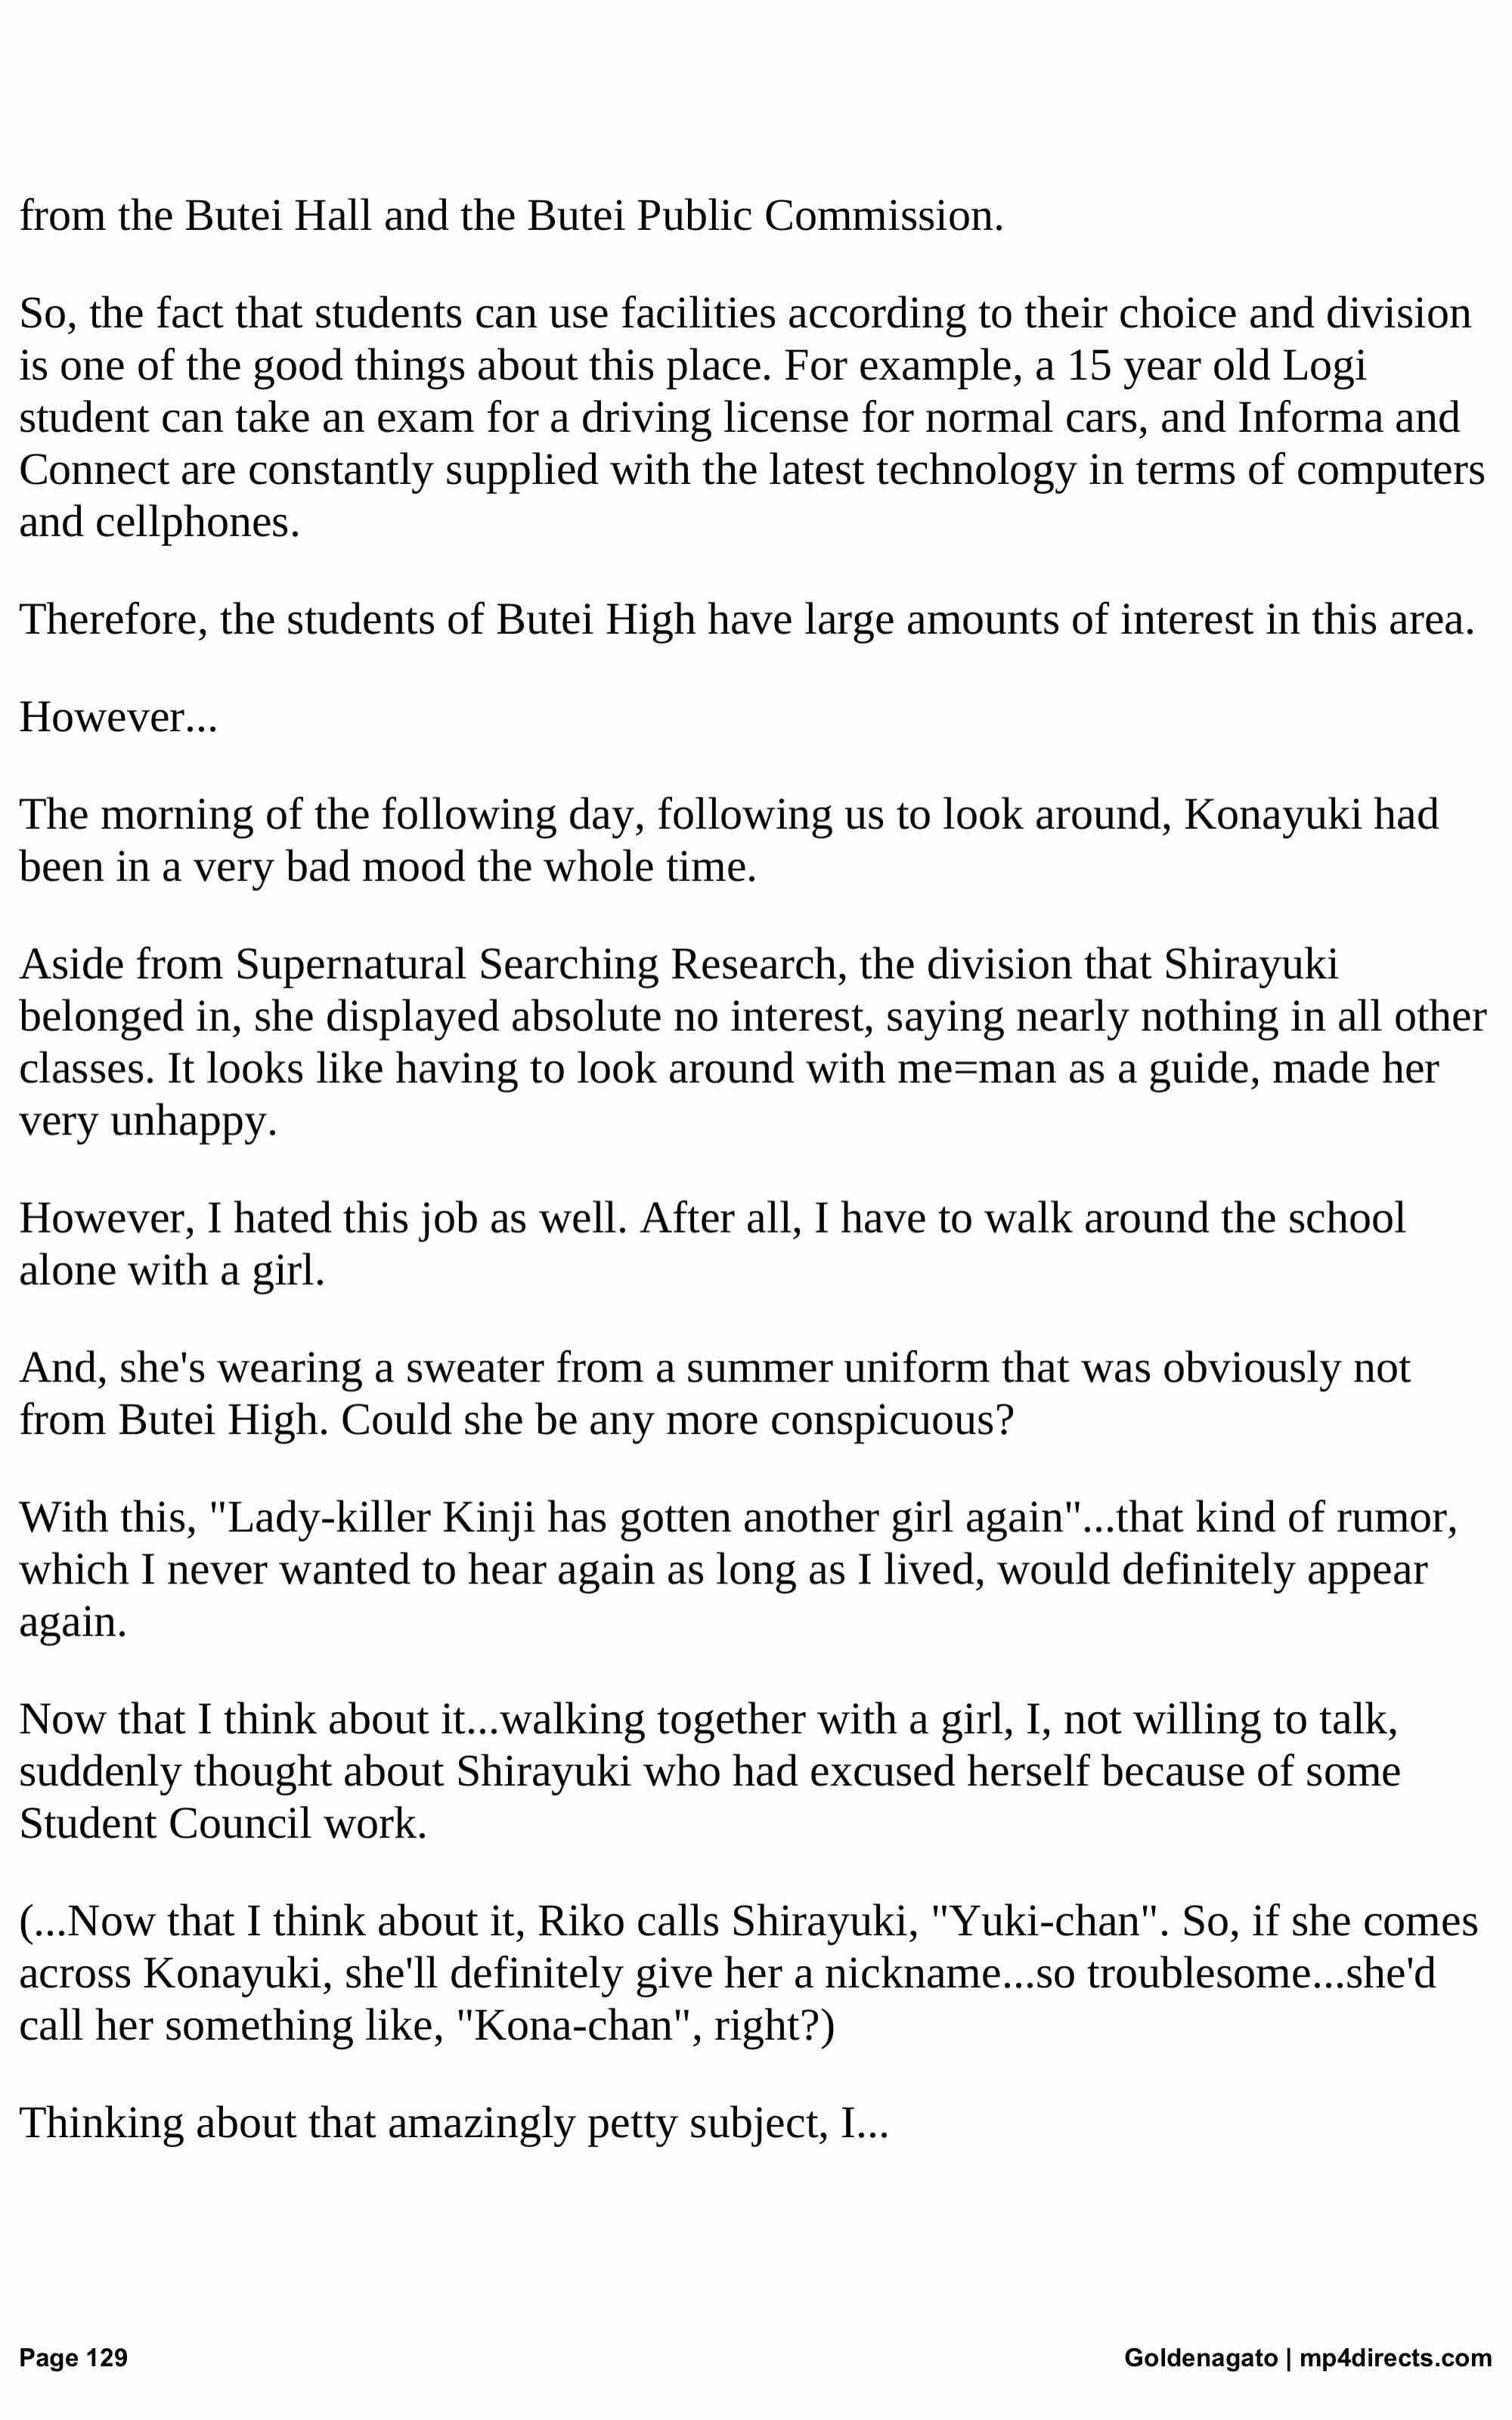 from the Butei Hall and the Butei Public Commission.
So, the fact that students can use facilities according to their choice and division
is one of the good things about this place. For example, a 15 year old Logi
student can take an exam for a driving license for normal cars, and Informa and
Connect are constantly supplied with the latest technology in terms of computers
and cellphones.
Therefore, the students of Butei High have large amounts of interest in this area.
However...
The morning of the following day, following us to look around, Konayuki had
been in a very bad mood the whole time.
Aside from Supernatural Searching Research, the division that Shirayuki
belonged in, she displayed absolute no interest, saying nearly nothing in all other
classes. It looks like having to look around with me=man as a guide, made her
very unhappy.
However, I hated this job as well. After all, I have to walk around the school
alone with a girl.
And, she's wearing a sweater from a summer uniform that was obviously not
from Butei High. Could she be any more conspicuous?
With this, "Lady-killer Kinji has gotten another girl again"...that kind of rumor,
which I never wanted to hear again as long as I lived, would definitely appear
again.
Now that I think about it...walking together with a girl, I, not willing to talk,
suddenly thought about Shirayuki who had excused herself because of some
Student Council work.
(...Now that I think about it, Riko calls Shirayuki, "Yuki-chan". So, if she comes
across Konayuki, she'll definitely give her a nickname...so troublesome...she'd
call her something like, "Kona-chan", right?)
Thinking about that amazingly petty subject, I...
Page 129
Goldenagato | mp4directs.com